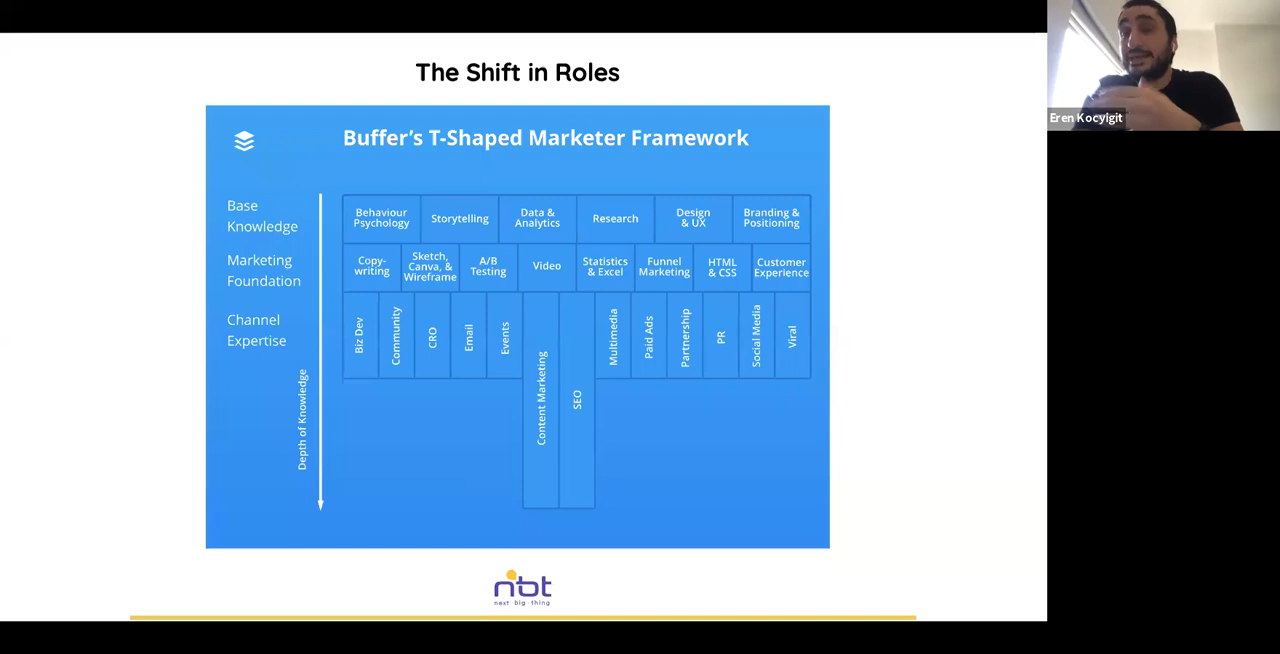 The Shift in Roles
Eren Kocyigit
Buffer's T-Shaped Marketer Framework
Base
Knowledge
Marketing
Foundation
Channel
Expertise
Depth of Knowledge
Behaviour
Psychology
Storytelling
Data &
Analytics
Research
Design
& UX
Branding &
Positioning
Copy-
writing
Sketch,
Canva, &
Wireframe
A/B
Testing
Video
Statistics
& Excel
Funnel
Marketing
HTML
& CSS
Customer
Experience
Biz Dev
Community
CRO
Email
Events
Content Marketing
SEO
Multimedia
Paid Ads
Partnership
PR
Social Media
Viral
nbt
next big thing